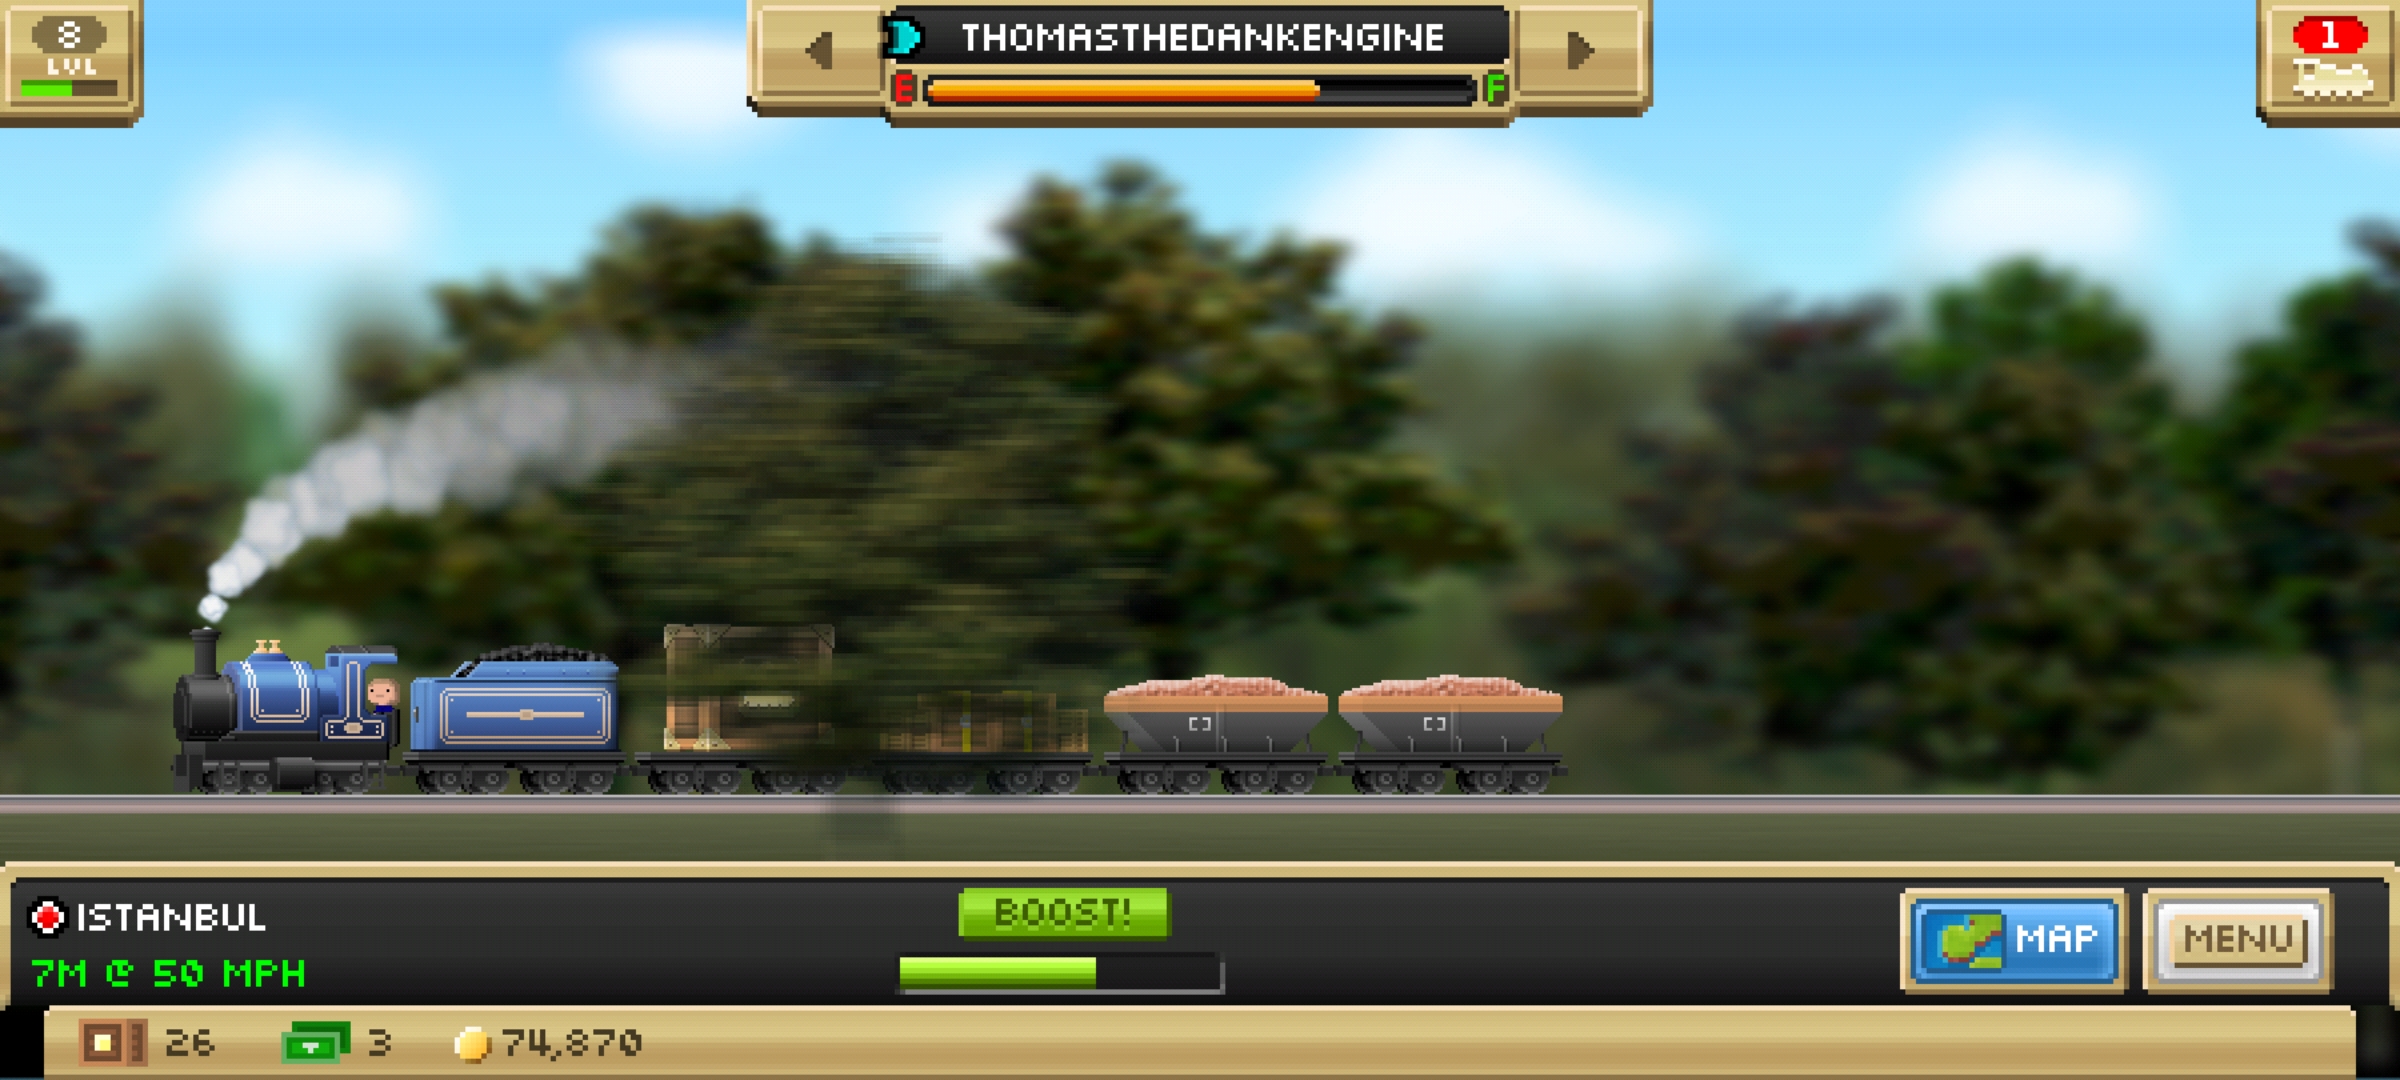 8
LVL
THOMASTHEDANKENGINE
E F
1
ISTANBUL
7M @ 50 MPH
BOOST!
MAP
MENU
26
3
74,870